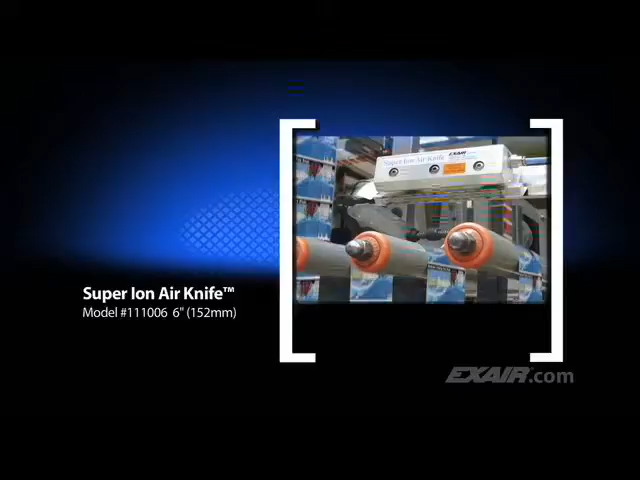 Super Ion Air Knife EXAIR
Super Ion Air Knife™
Model #111006 6" (152mm)
EXAIR.com